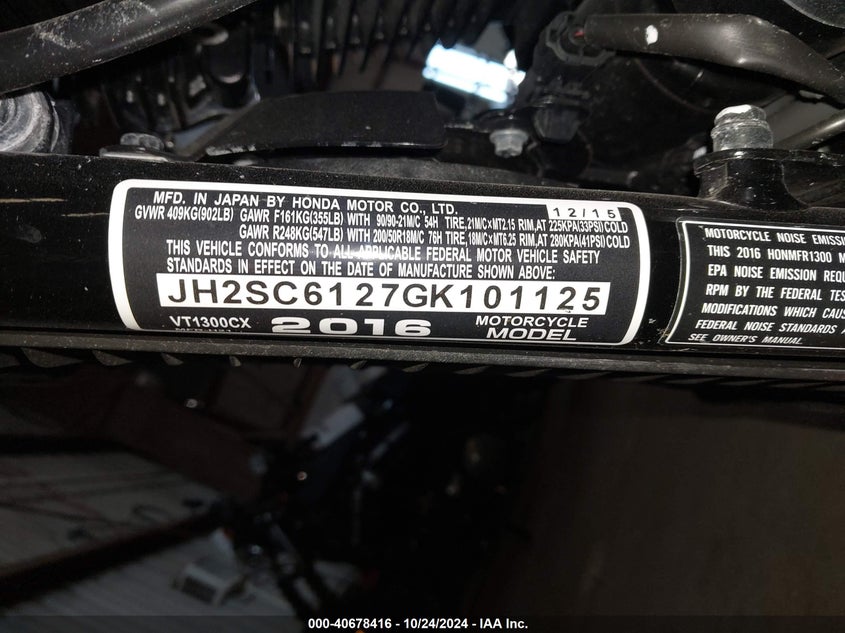 MFD. IN JAPAN BY HONDA MOTOR CO., LTD. 12/15
GVWR 409KG(902LB) GAWR F161KG(355LB) WITH 90/90-21M/C 54H TIRE, 21M/C×MT2.15 RIM, AT 225KPA(33PSI) COLD
GAWR R248KG(547LB) WITH 200/50R18M/C 76H TIRE, 18M/C×MT6.25 RIM, AT 280KPA(41PSI) COLD
THIS VEHICLE CONFORMS TO ALL APPLICABLE FEDERAL MOTOR VEHICLE SAFETY
STANDARDS IN EFFECT ON THE DATE OF MANUFACTURE SHOWN ABOVE:
JH2SC6127GK101125
VT1300CX 2016 MOTORCYCLE
MODEL
MOTORCYCLE NOISE EMISSION
THIS 2016 HONMFR1300 M
EPA NOISE EMISSION REQU
RPM BY THE FEDERAL TES
MODIFICATIONS WHICH CAUS
FEDERAL NOISE STANDARDS
SEE OWNER'S MANUAL.
000-40678416 - 10/24/2024 - IAA Inc.